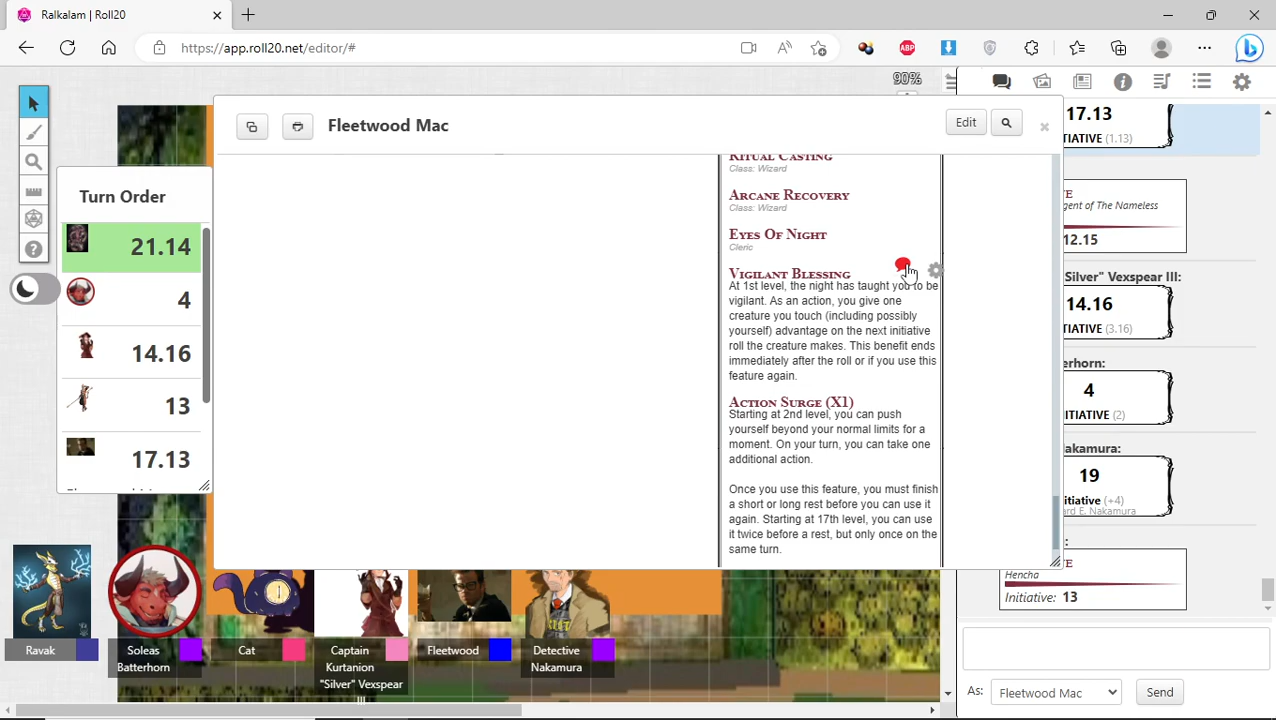 Ralkalam | Roll20
https://app.roll20.net/editor/#
ABP
90%
Fleetwood Mac
Edit
Turn Order
21.14
4
14.16
13
17.13
RITUAL CASTING
Class: Wizard
ARCANE RECOVERY
Class: Wizard
EYES OF NIGHT
Cleric
VIGILANT BLESSING
At 1st level, the night has taught you to be
vigilant. As an action, you give one
creature you touch (including possibly
yourself) advantage on the next initiative
roll the creature makes. This benefit ends
immediately after the roll or if you use this
feature again.
ACTION SURGE (X1)
Starting at 2nd level, you can push
yourself beyond your normal limits for a
moment. On your turn, you can take one
additional action.
Once you use this feature, you must finish
a short or long rest before you can use it
again. Starting at 17th level, you can use
it twice before a rest, but only once on the
same turn.
17.13
IATIVE (1.13)
gent of The Nameless
12.15
"Silver" Vexspear III:
14.16
TIATIVE (3.16)
erhorn:
4
ITIATIVE (2)
akamura:
19
itiative (+4)
ard E. Nakamura
Hencha
Initiative: 13
Ravak
Soleas
Batterhorn
Cat
Captain
Kurtanion
"Silver" Vexspear
III
Fleetwood
Detective
Nakamura
As:
Fleetwood Mac
Send